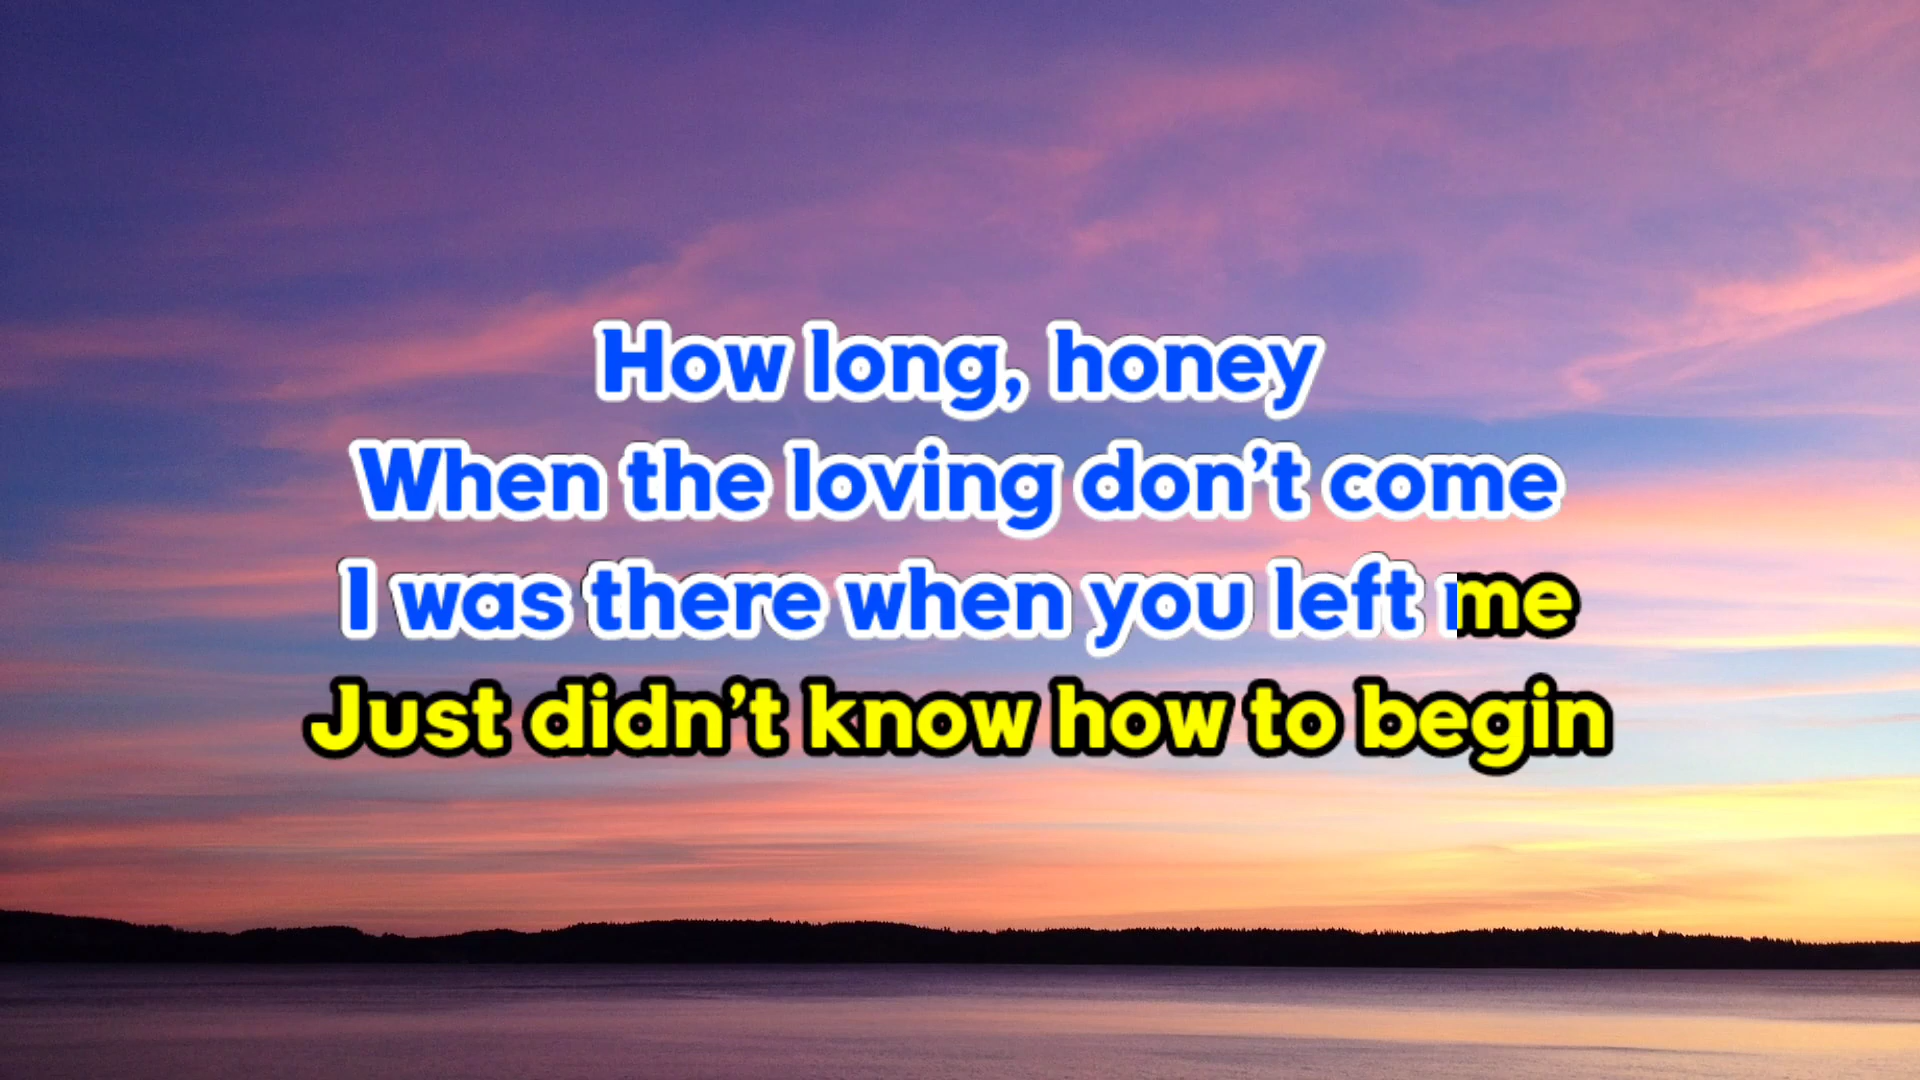 How long, honey
When the loving don’t come
I was there when you left me
Just didn’t know how to begin